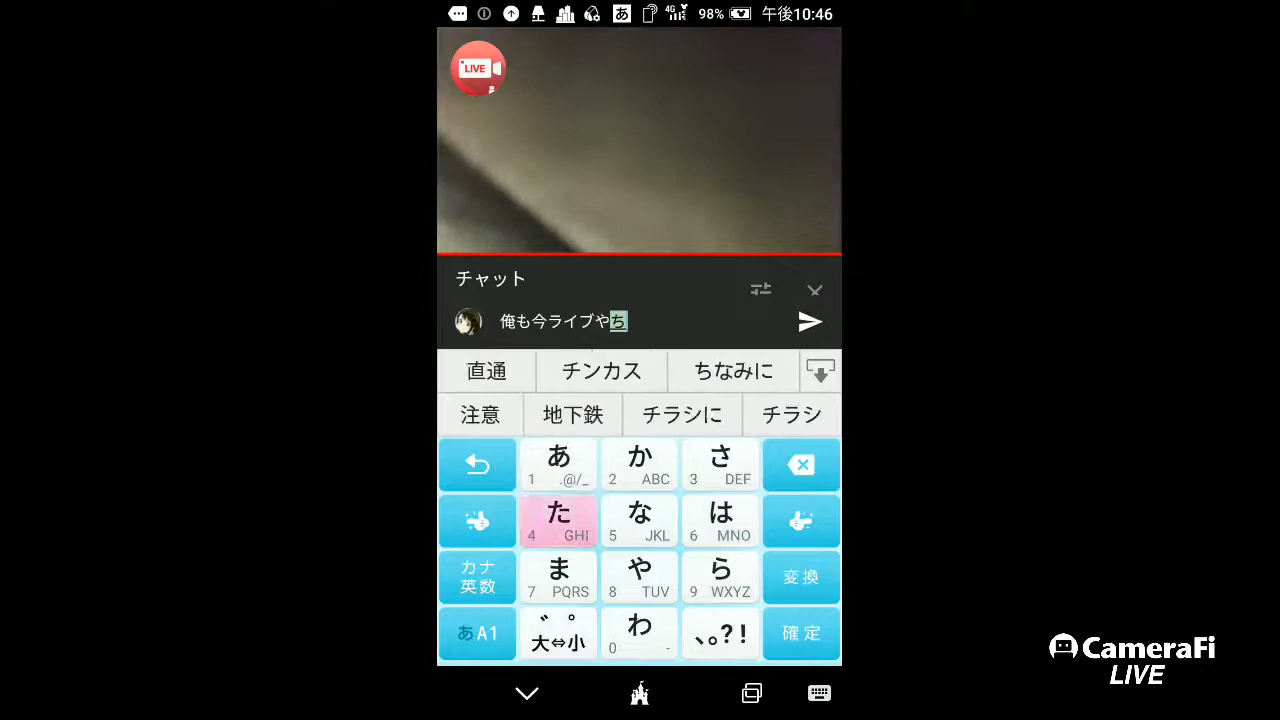 4G 98% 午後10:46
あ
LIVE
チャット
俺も今ライブやち
直通 チンカス ちなみに
注意 地下鉄 チラシに チラシ
あ 1 .@/_ か 2 ABC さ 3 DEF
た 4 GHI な 5 JKL は 6 MNO
カナ英数 ま 7 PQRS や 8 TUV ら 9 WXYZ 変換
あA1 ゛゜大⇔小 わ 0 - 、。?! 確定
CameraFi
LIVE